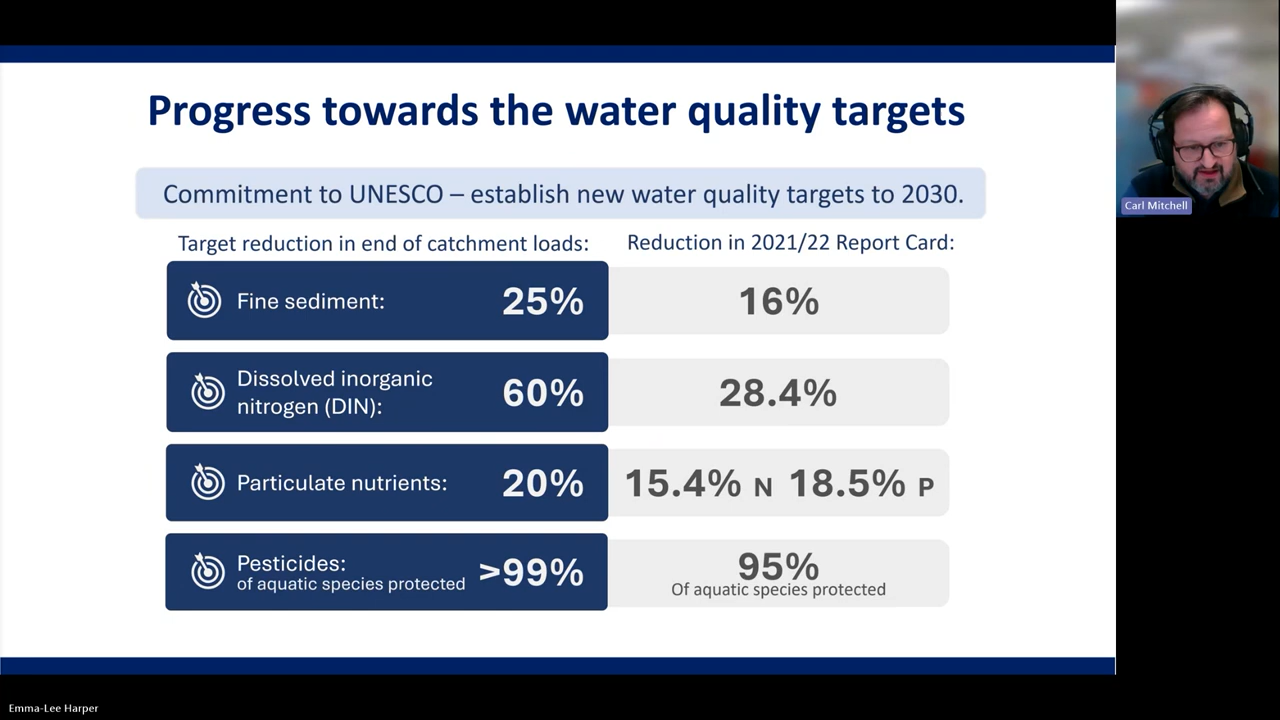 Progress towards the water quality targets
Commitment to UNESCO – establish new water quality targets to 2030.
Target reduction in end of catchment loads:
Reduction in 2021/22 Report Card:
Fine sediment:
25%
16%
Dissolved inorganic
nitrogen (DIN):
60%
28.4%
Particulate nutrients:
20%
15.4% N 18.5% P
Pesticides:
of aquatic species protected
>99%
95%
Of aquatic species protected
Carl Mitchell
Emma-Lee Harper